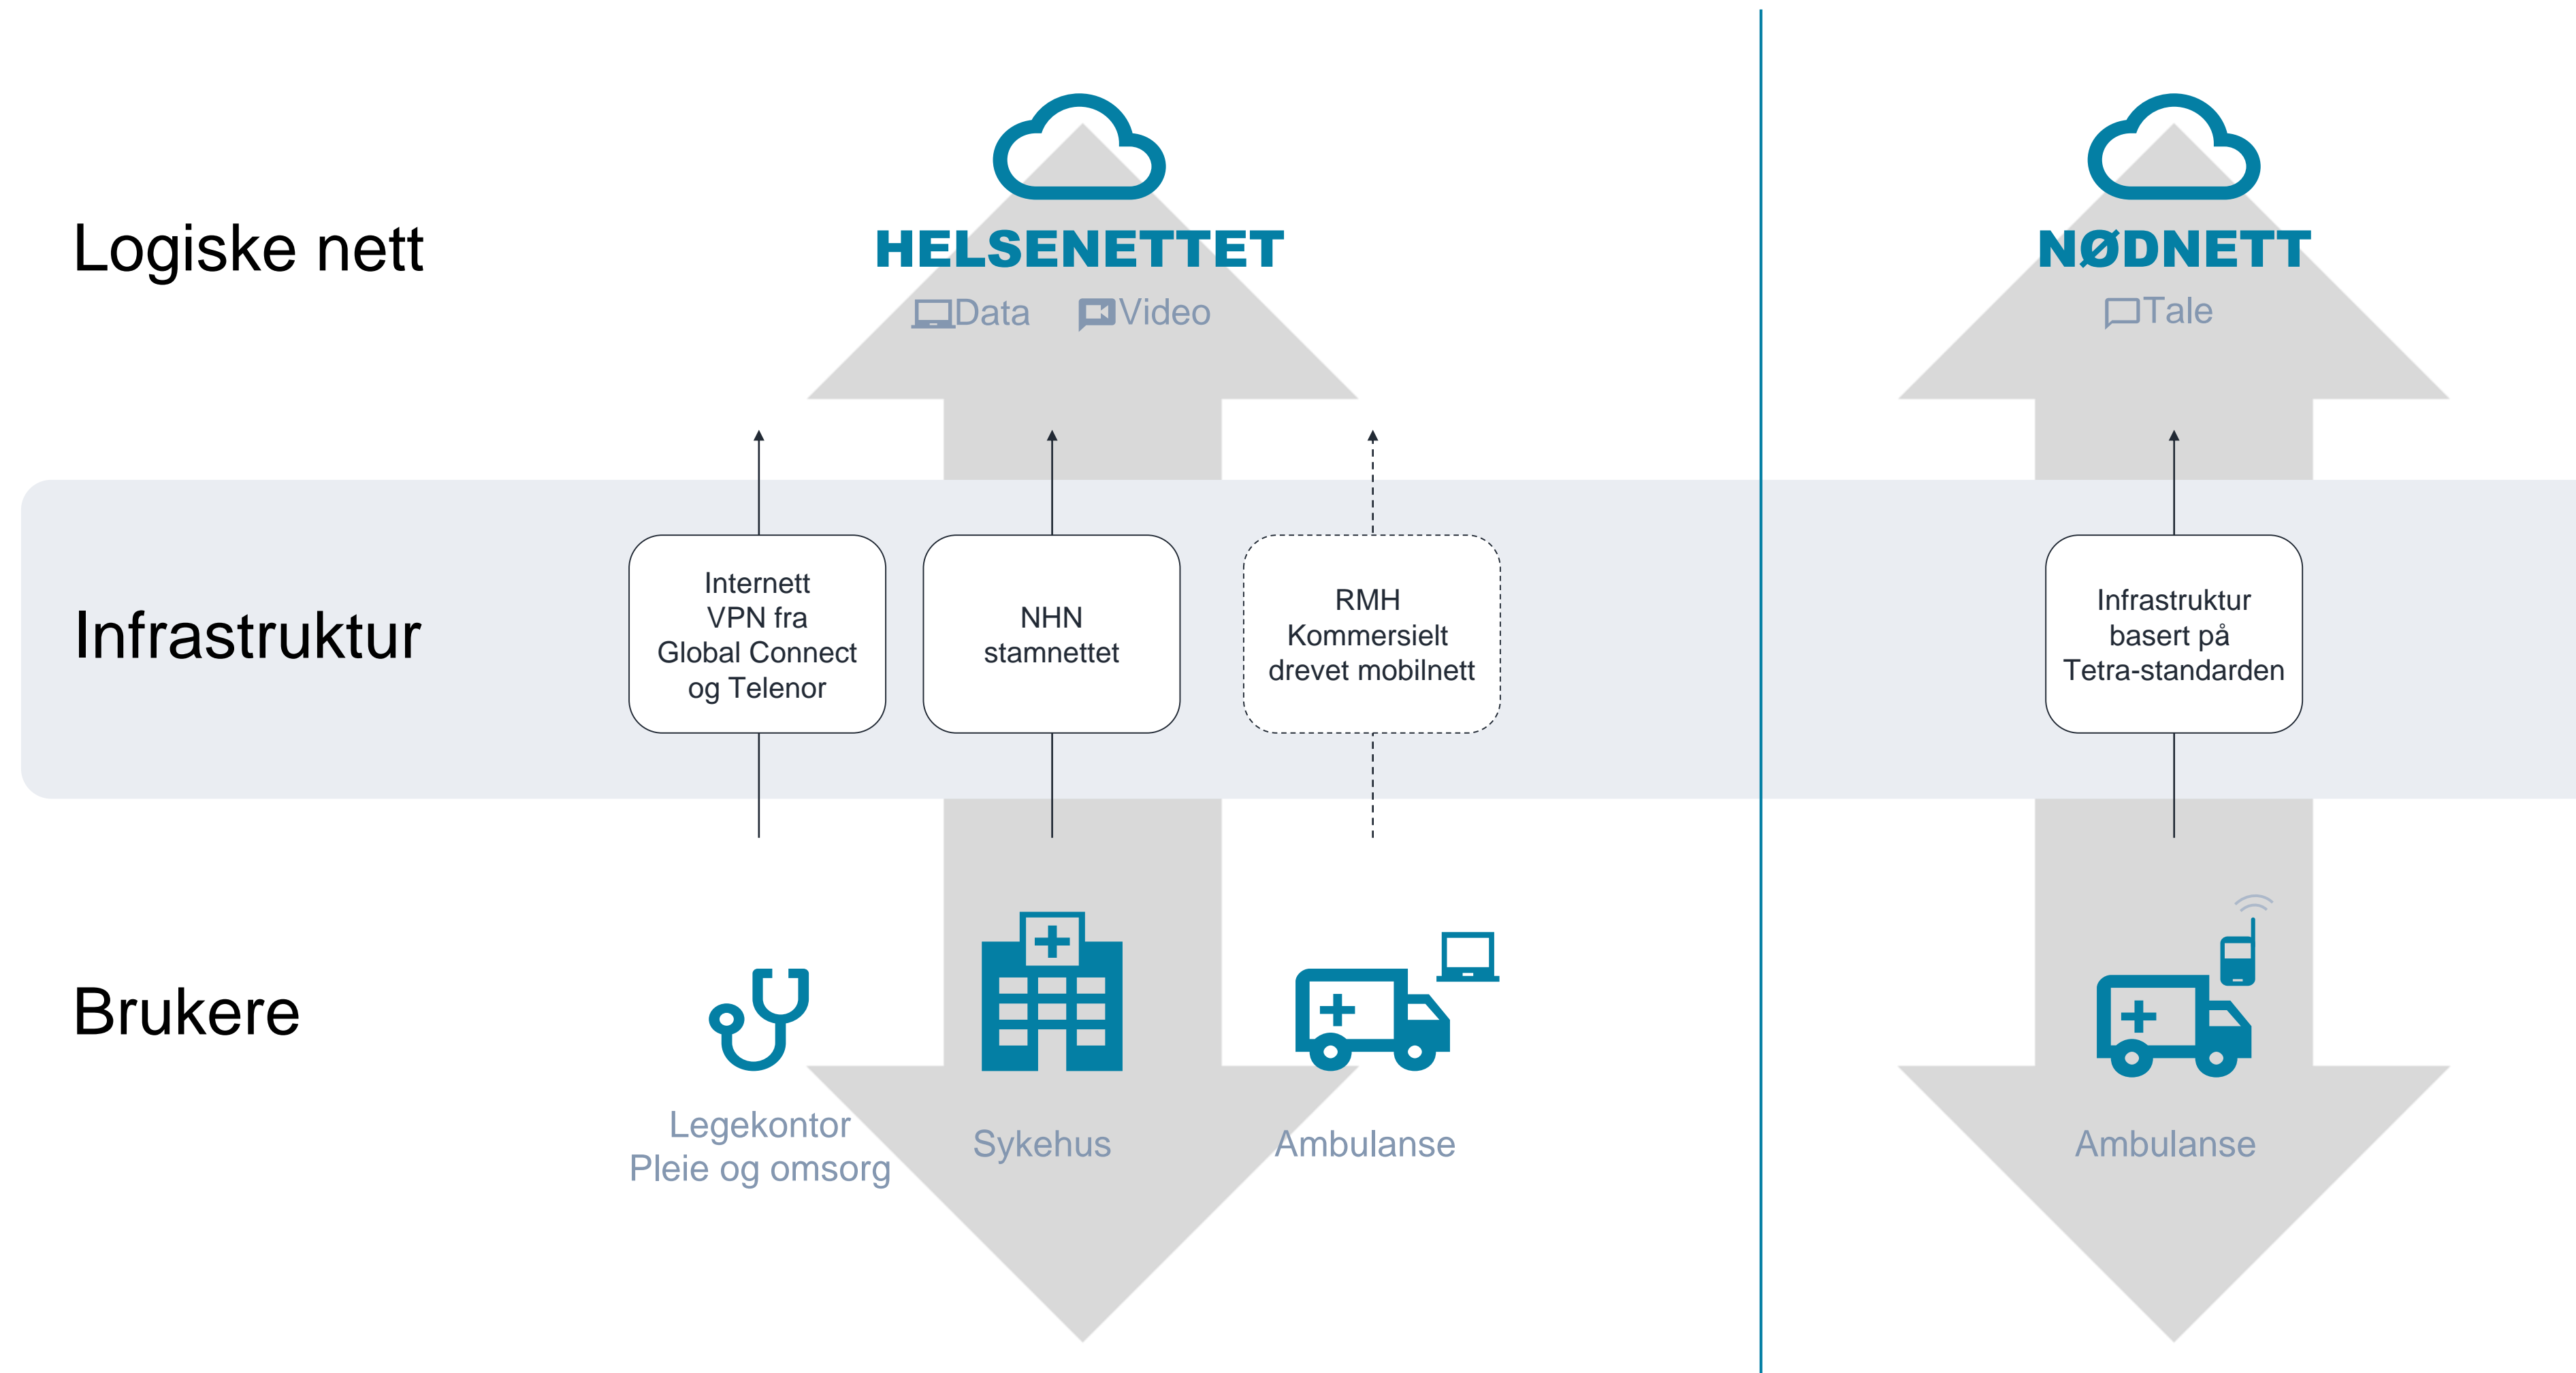 Logiske nett
HELSENETTET
Data
Video
NØDNETT
Tale
Infrastruktur
Internett
VPN fra
Global Connect
og Telenor
NHN
stamnettet
RMH
Kommersielt
drevet mobilnett
Infrastruktur
basert på
Tetra-standarden
Brukere
Legekontor
Pleie og omsorg
Sykehus
Ambulanse
Ambulanse